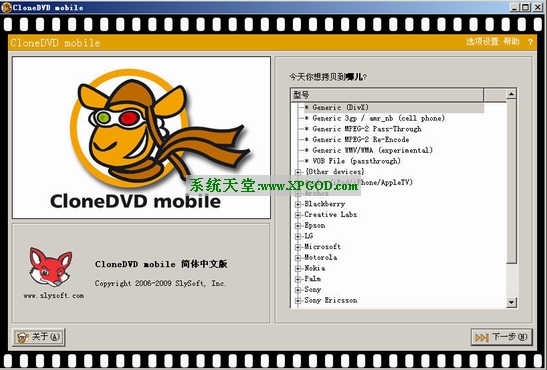 CloneDVD mobile
CloneDVD mobile
选项设置 帮助 ?
CloneDVD mobile
今天你想拷贝到哪儿?
型号
* Generic (DivX)
* Generic 3gp / amr_nb (cell phone)
* Generic MPEG-2 Pass-Through
* Generic MPEG-2 Re-Encode
* Generic WMV/WMA (experimental)
* VOB File (passthrough)
{Other devices}
/iPhone/AppleTV)
Archos
Blackberry
Creative Labs
Epson
LG
Microsoft
Motorola
Nokia
Palm
Sony
Sony Ericsson
系统天堂:www.XPGOD.com
CloneDVD mobile 简体中文版
Copyright 2006-2009 SlySoft, Inc.
www.slysoft.com
关于(A)
下一步(N)